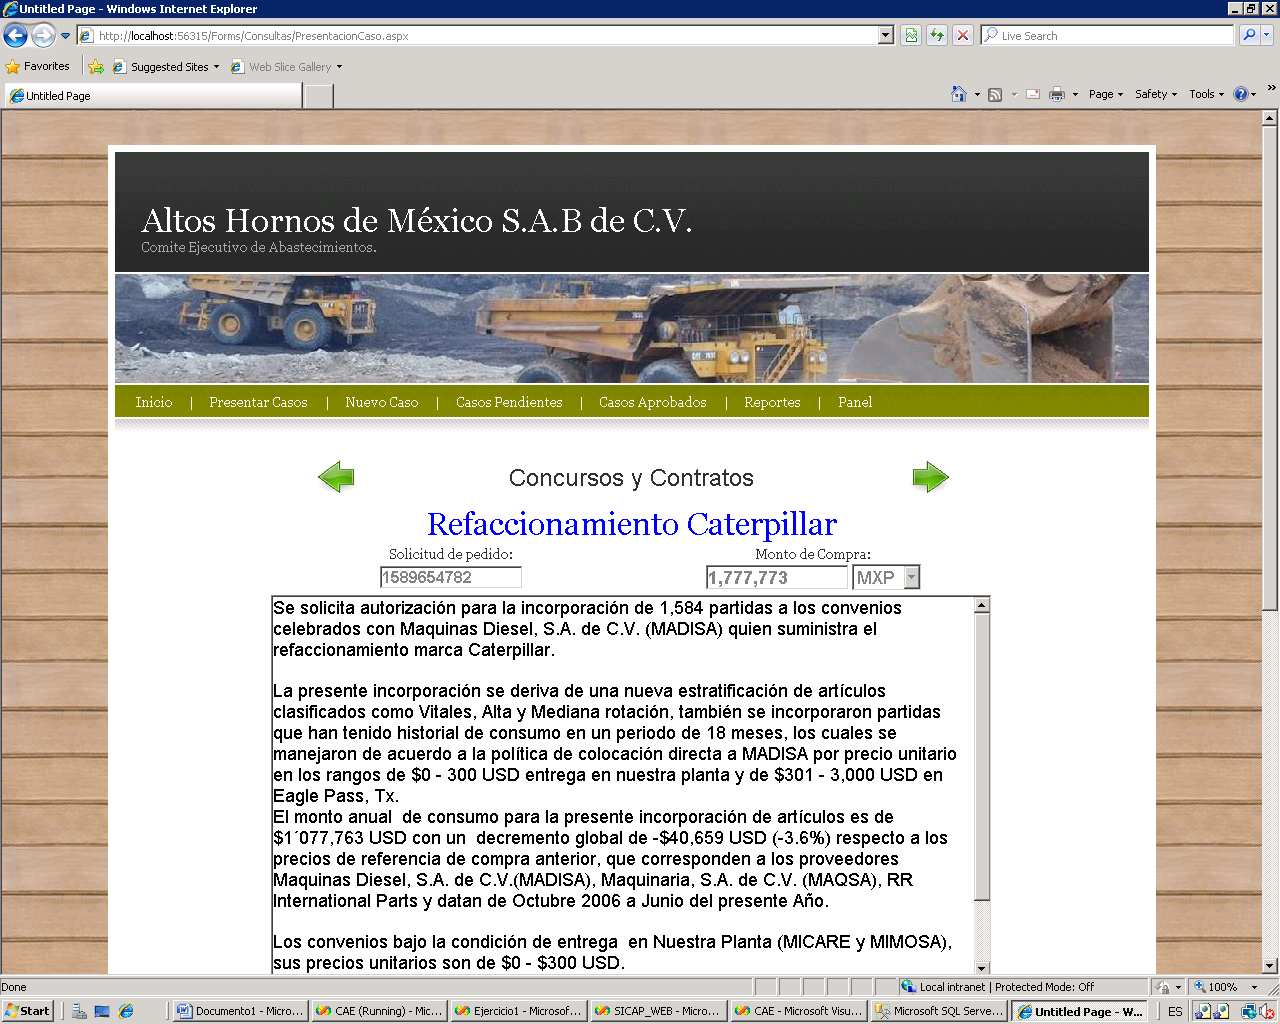 Untitled Page - Windows Internet Explorer
http://localhost:56315/Forms/Consultas/PresentacionCaso.aspx
Live Search
Favorites
Suggested Sites
Web Slice Gallery
Untitled Page
Page
Safety
Tools
Altos Hornos de México S.A.B de C.V.
Comite Ejecutivo de Abastecimientos.
Inicio | Presentar Casos | Nuevo Caso | Casos Pendientes | Casos Aprobados | Reportes | Panel
Concursos y Contratos
Refaccionamiento Caterpillar
Solicitud de pedido: Monto de Compra:
1589654782 1,777,773 MXP
Se solicita autorización para la incorporación de 1,584 partidas a los convenios
celebrados con Maquinas Diesel, S.A. de C.V. (MADISA) quien suministra el
refaccionamiento marca Caterpillar.
La presente incorporación se deriva de una nueva estratificación de artículos
clasificados como Vitales, Alta y Mediana rotación, también se incorporaron partidas
que han tenido historial de consumo en un periodo de 18 meses, los cuales se
manejaron de acuerdo a la política de colocación directa a MADISA por precio unitario
en los rangos de $0 - 300 USD entrega en nuestra planta y de $301 - 3,000 USD en
Eagle Pass, Tx.
El monto anual  de consumo para la presente incorporación de artículos es de
$1´077,763 USD con un  decremento global de -$40,659 USD (-3.6%) respecto a los
precios de referencia de compra anterior, que corresponden a los proveedores
Maquinas Diesel, S.A. de C.V.(MADISA), Maquinaria, S.A. de C.V. (MAQSA), RR
International Parts y datan de Octubre 2006 a Junio del presente Año.
Los convenios bajo la condición de entrega  en Nuestra Planta (MICARE y MIMOSA),
sus precios unitarios son de $0 - $300 USD.
Done
Local intranet | Protected Mode: Off
100%
Start
Documento1 - Micro...
CAE (Running) - Mic...
Ejercicio1 - Microsof...
SICAP_WEB - Micro...
CAE - Microsoft Visu...
Microsoft SQL Serve...
Untitled Page - W...
ES